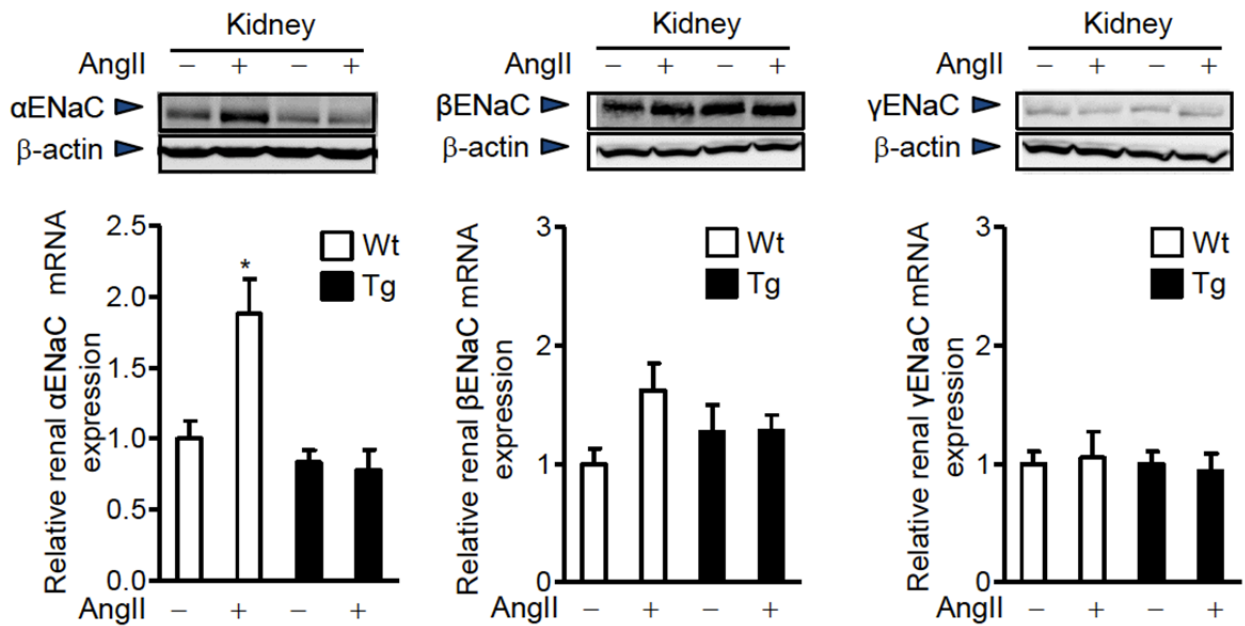 Kidney
AngII − + − +
αENaC
β-actin
Relative renal αENaC mRNA
expression
2.5
2.0
1.5
1.0
0.5
0.0
*
Wt
Tg
AngII − + − +
Kidney
AngII − + − +
βENaC
β-actin
Relative renal βENaC mRNA
expression
3
2
1
0
Wt
Tg
AngII − + − +
Kidney
AngII − + − +
γENaC
β-actin
Relative renal γENaC mRNA
expression
3
2
1
0
Wt
Tg
AngII − + − +